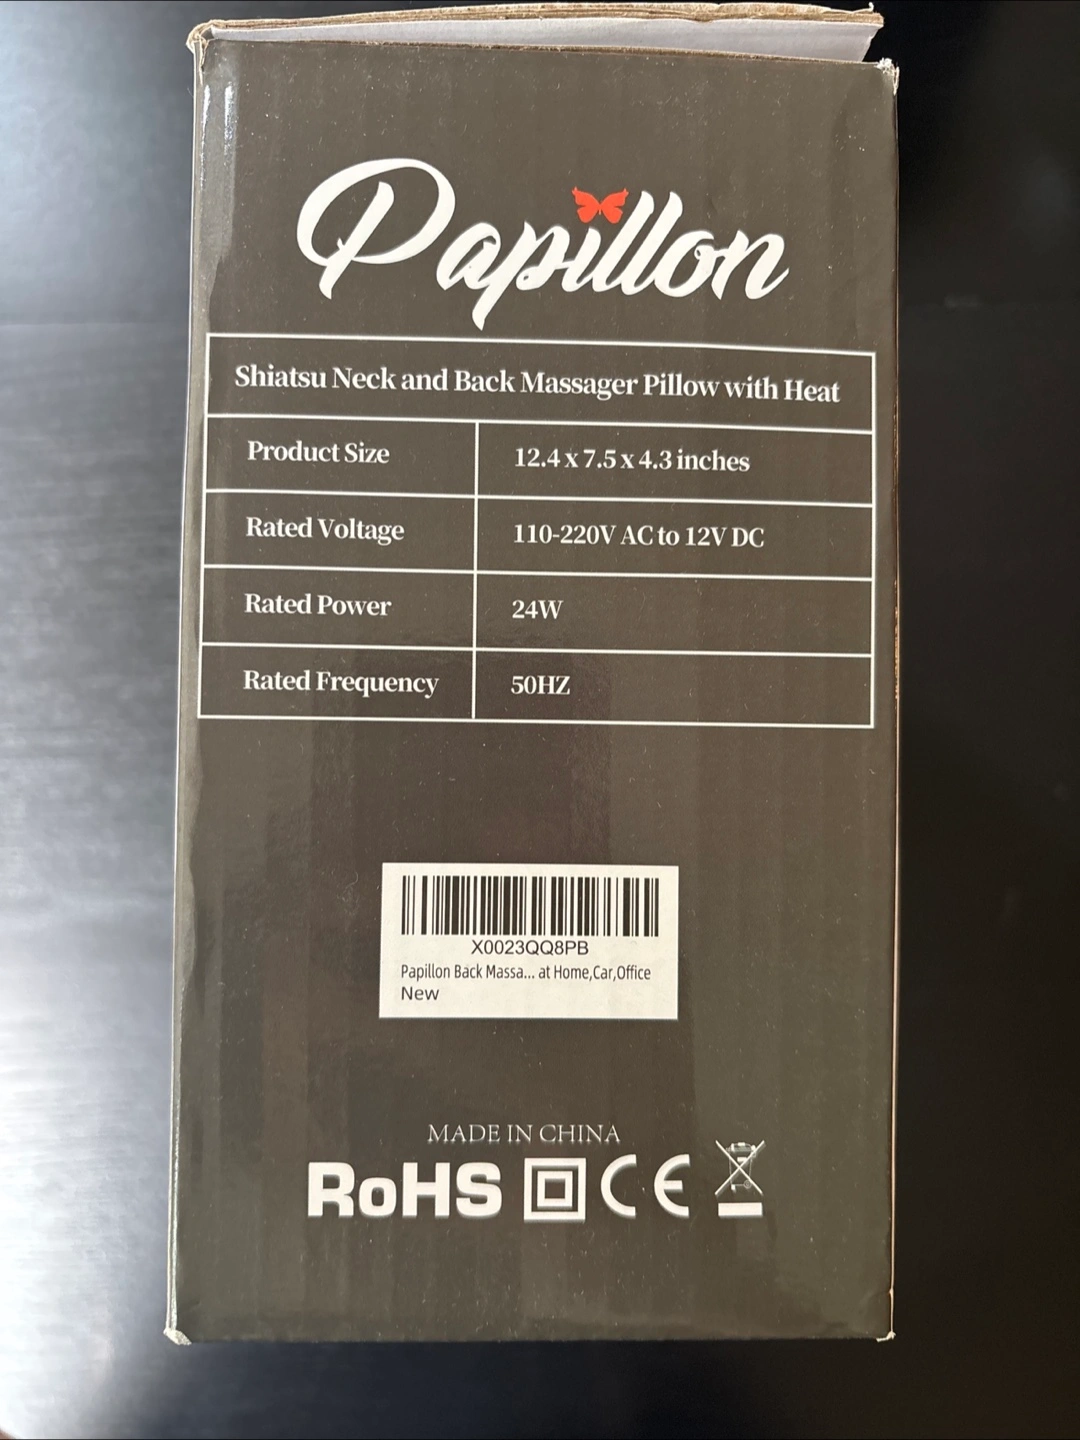 Papillon
Shiatsu Neck and Back Massager Pillow with Heat
Product Size 12.4 x 7.5 x 4.3 inches
Rated Voltage 110-220V AC to 12V DC
Rated Power 24W
Rated Frequency 50HZ
X0023QQ8PB
Papillon Back Massa... at Home,Car,Office
New
MADE IN CHINA
RoHS CE